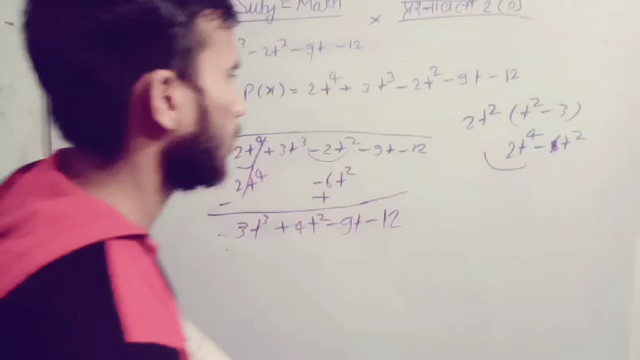 Subj = Math × प्रश्नावली 2(
³ - 2t² - 9t - 12
P(x) = 2t⁴ + 3t³ - 2t² - 9t - 12
2t² (t² - 3)
2t⁴ - 6t²
2t⁴ + 3t³ - 2t² - 9t - 12
2t⁴ - 6t²
- +
3t³ + 4t² - 9t - 12